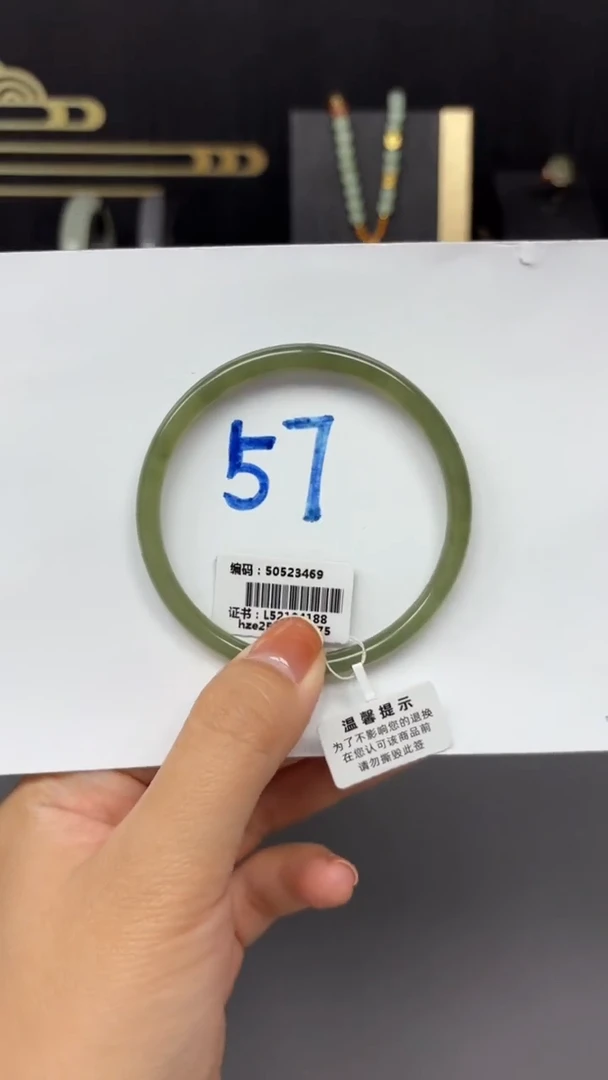 57
编码：50523469
证书：
温馨提示
为了不影响您的退换
在您认可该商品前
请勿撕毁此签